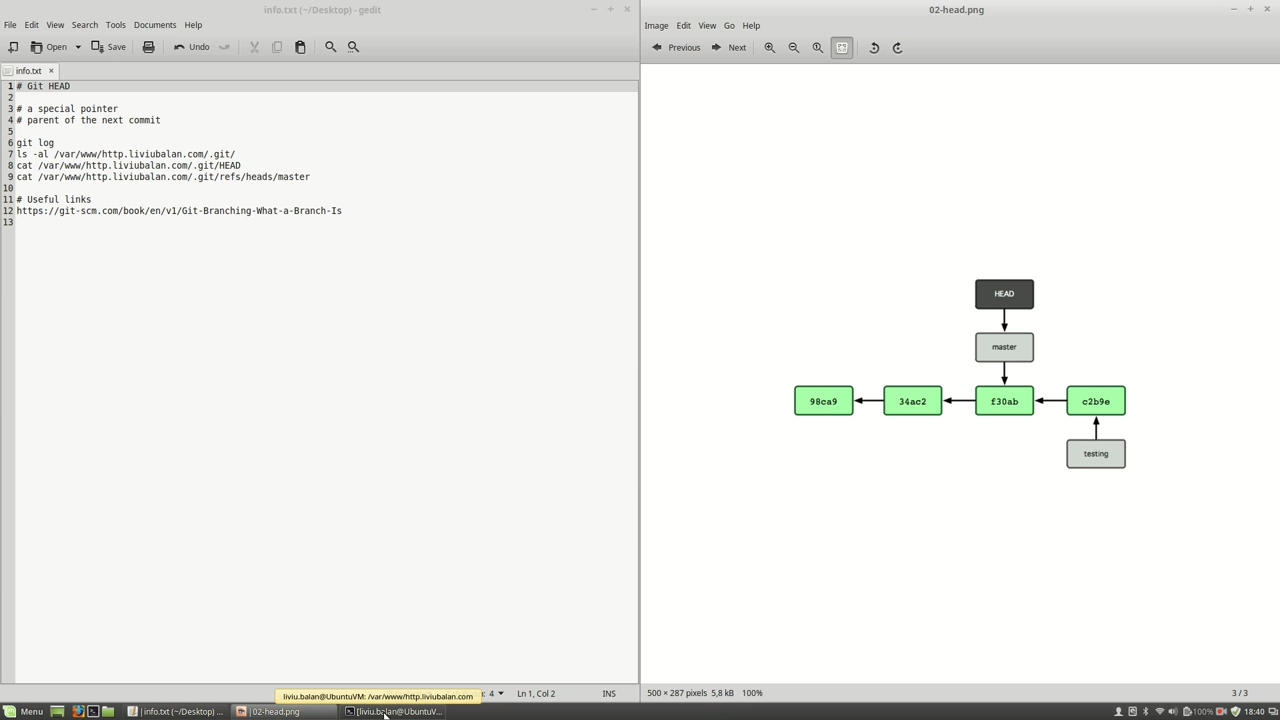 info.txt (~/Desktop) - gedit
File Edit View Search Tools Documents Help
Open Save Undo
info.txt
1 # Git HEAD
2
3 # a special pointer
4 # parent of the next commit
5
6 git log
7 ls -al /var/www/http.liviubalan.com/.git/
8 cat /var/www/http.liviubalan.com/.git/HEAD
9 cat /var/www/http.liviubalan.com/.git/refs/heads/master
10
11 # Useful links
12 https://git-scm.com/book/en/v1/Git-Branching-What-a-Branch-Is
13
4 Ln 1, Col 2 INS
02-head.png
Image Edit View Go Help
Previous Next
HEAD
master
98ca9 34ac2 f30ab c2b9e
testing
500 × 287 pixels 5,8 kB 100% 3 / 3
liviu.balan@UbuntuVM: /var/www/http.liviubalan.com
Menu info.txt (~/Desktop) ... 02-head.png [liviu.balan@UbuntuV... 100% 18:40